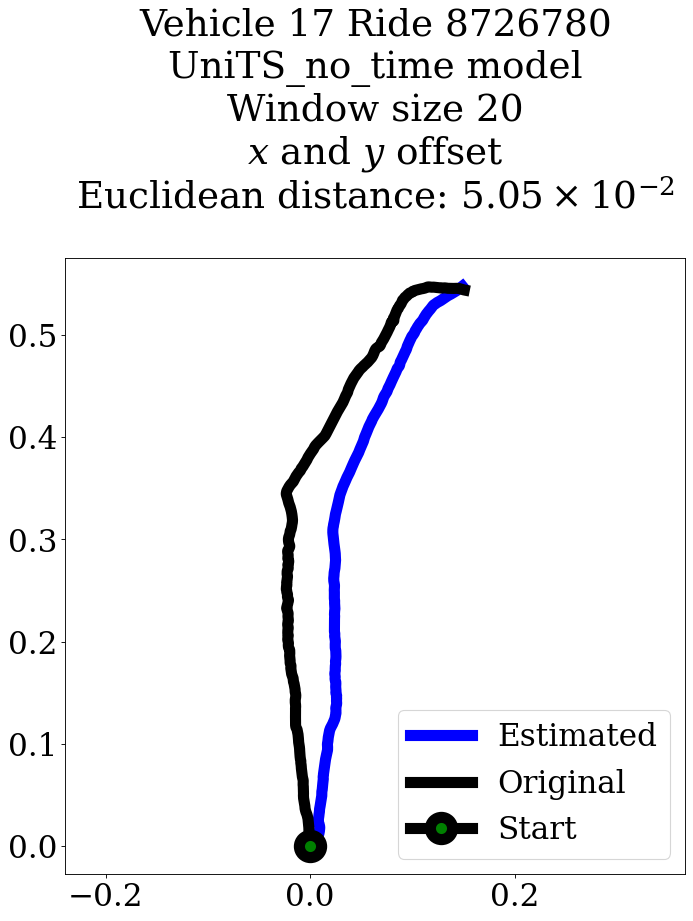 Vehicle 17 Ride 8726780
UniTS_no_time model
Window size 20
x and y offset
Euclidean distance: 5.05 × 10⁻²
0.5
0.4
0.3
0.2
0.1
0.0
Estimated
Original
Start
−0.2 0.0 0.2